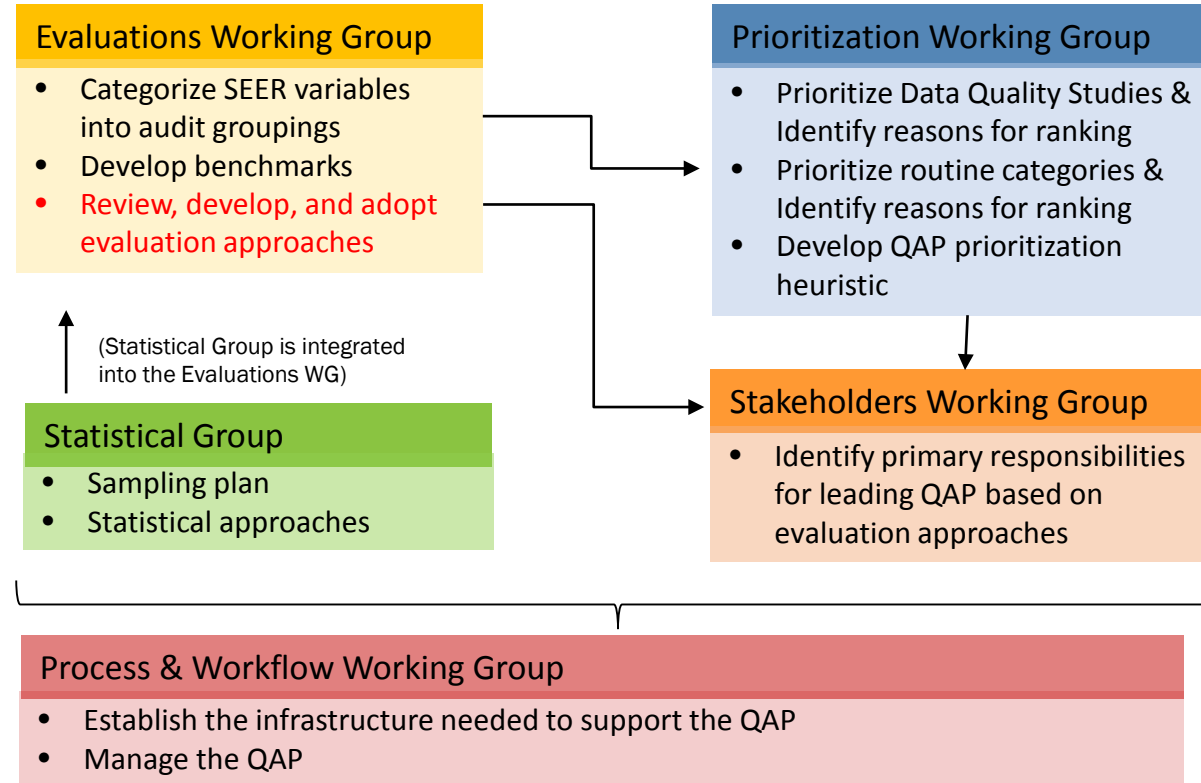 Evaluations Working Group
• Categorize SEER variables
into audit groupings
• Develop benchmarks
• Review, develop, and adopt
evaluation approaches
Prioritization Working Group
• Prioritize Data Quality Studies &
Identify reasons for ranking
• Prioritize routine categories &
Identify reasons for ranking
• Develop QAP prioritization
heuristic
(Statistical Group is integrated
into the Evaluations WG)
Statistical Group
• Sampling plan
• Statistical approaches
Stakeholders Working Group
• Identify primary responsibilities
for leading QAP based on
evaluation approaches
Process & Workflow Working Group
• Establish the infrastructure needed to support the QAP
• Manage the QAP